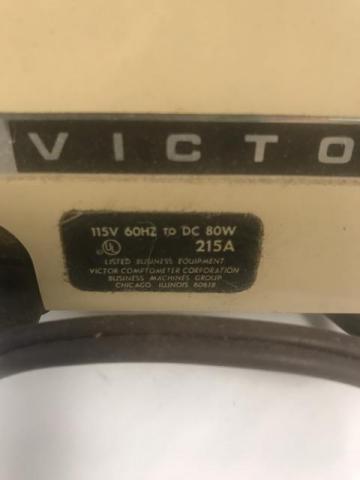 VICTO
115V 60HZ TO DC 80W
UL 215A
LISTED BUSINESS EQUIPMENT
VICTOR COMPTOMETER CORPORATION
BUSINESS MACHINES GROUP
CHICAGO, ILLINOIS 60618